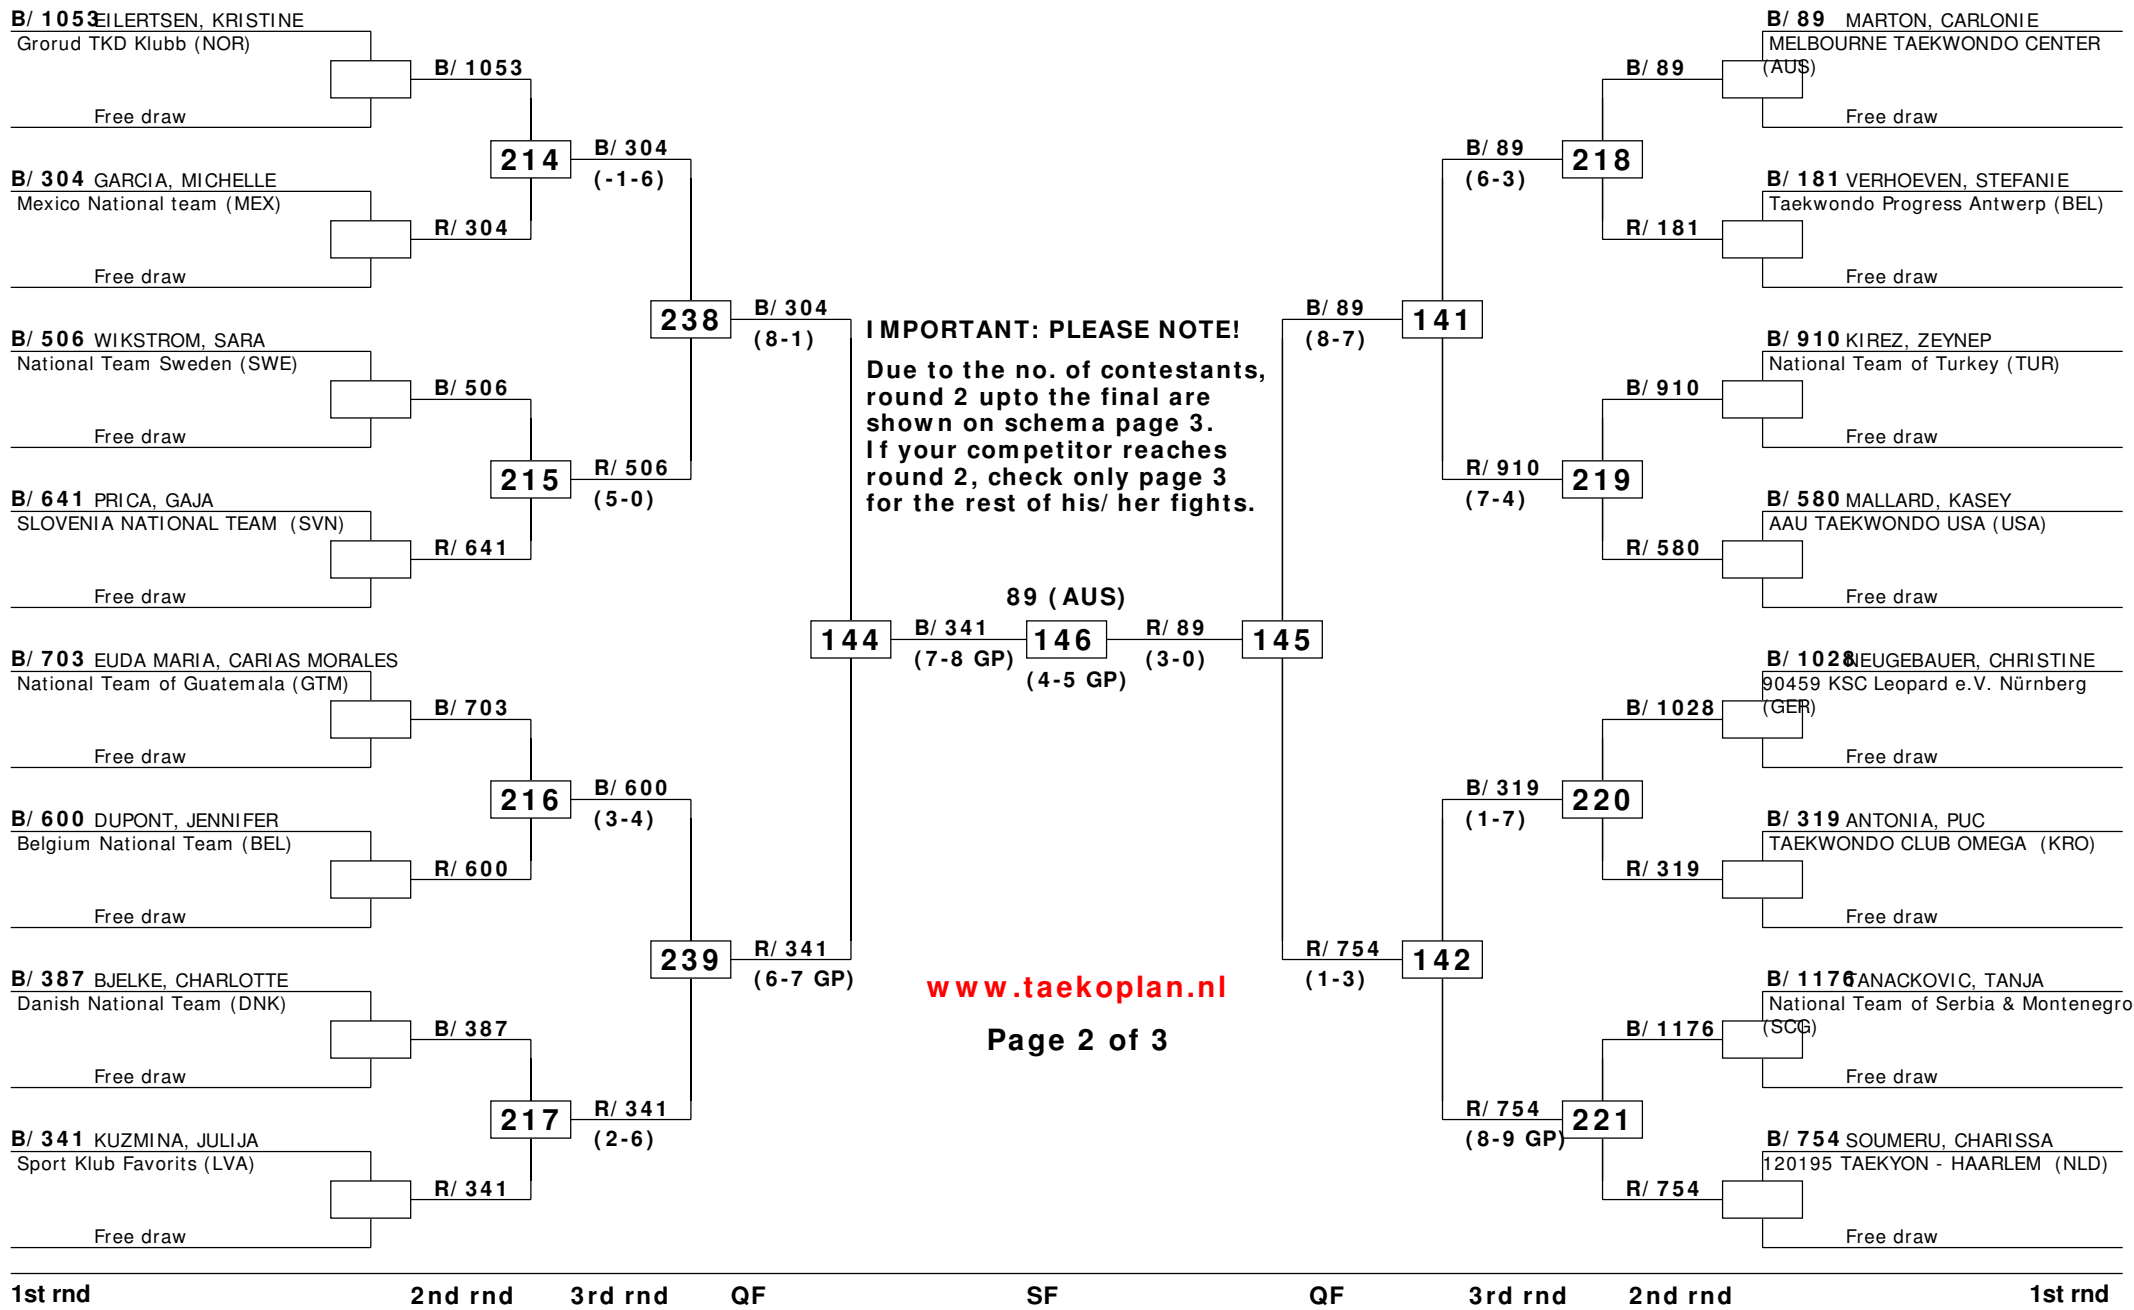 B/ 1053 EILERTSEN, KRISTINE
Grorud TKD Klubb (NOR)
Free draw
B/ 304 GARCIA, MICHELLE
Mexico National team (MEX)
Free draw
B/ 506 WIKSTROM, SARA
National Team Sweden (SWE)
Free draw
B/ 641 PRICA, GAJA
SLOVENIA NATIONAL TEAM (SVN)
Free draw
B/ 703 EUDA MARIA, CARIAS MORALES
National Team of Guatemala (GTM)
Free draw
B/ 600 DUPONT, JENNIFER
Belgium National Team (BEL)
Free draw
B/ 387 BJELKE, CHARLOTTE
Danish National Team (DNK)
Free draw
B/ 341 KUZMINA, JULIJA
Sport Klub Favorits (LVA)
Free draw
B/ 1053
R/ 304
B/ 506
R/ 641
B/ 703
R/ 600
B/ 387
R/ 341
214
215
216
217
B/ 304
(-1-6)
R/ 506
(5-0)
B/ 600
(3-4)
R/ 341
(2-6)
238
239
B/ 304
(8-1)
R/ 341
(6-7 GP)
IMPORTANT: PLEASE NOTE!
Due to the no. of contestants,
round 2 upto the final are
shown on schema page 3.
If your competitor reaches
round 2, check only page 3
for the rest of his/ her fights.
89 (AUS)
144
B/ 341
(7-8 GP)
146
(4-5 GP)
R/ 89
(3-0)
145
www.taekoplan.nl
Page 2 of 3
B/ 89
(8-7)
R/ 754
(1-3)
141
142
B/ 89
(6-3)
R/ 910
(7-4)
B/ 319
(1-7)
R/ 754
(8-9 GP)
218
219
220
221
B/ 89
R/ 181
B/ 910
R/ 580
B/ 1028
R/ 319
B/ 1176
R/ 754
B/ 89 MARTON, CARLONIE
MELBOURNE TAEKWONDO CENTER
(AUS)
Free draw
B/ 181 VERHOEVEN, STEFANIE
Taekwondo Progress Antwerp (BEL)
Free draw
B/ 910 KIREZ, ZEYNEP
National Team of Turkey (TUR)
Free draw
B/ 580 MALLARD, KASEY
AAU TAEKWONDO USA (USA)
Free draw
B/ 1028 NEUGEBAUER, CHRISTINE
90459 KSC Leopard e.V. Nürnberg
(GER)
Free draw
B/ 319 ANTONIA, PUC
TAEKWONDO CLUB OMEGA (KRO)
Free draw
B/ 1176 TANACKOVIC, TANJA
National Team of Serbia & Montenegro
(SCG)
Free draw
B/ 754 SOUMERU, CHARISSA
120195 TAEKYON - HAARLEM (NLD)
Free draw
1st rnd 2nd rnd 3rd rnd QF SF QF 3rd rnd 2nd rnd 1st rnd